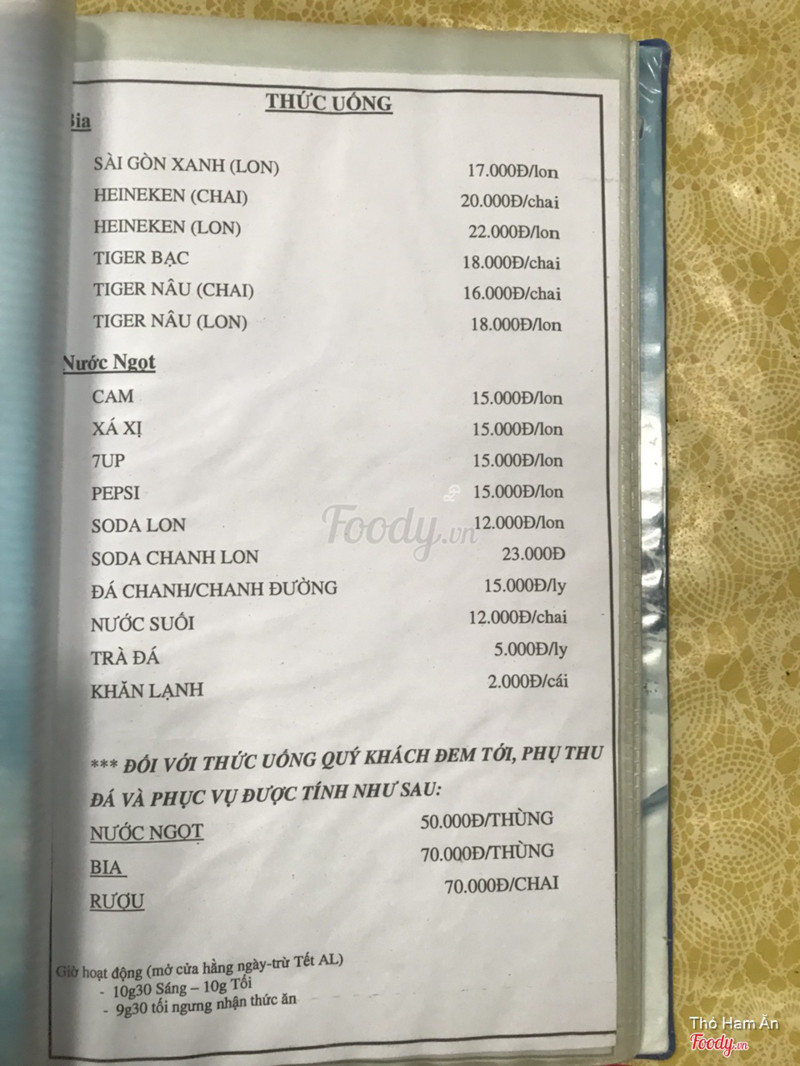 THỨC UỐNG
Bia
SÀI GÒN XANH (LON) 17.000Đ/lon
HEINEKEN (CHAI) 20.000Đ/chai
HEINEKEN (LON) 22.000Đ/lon
TIGER BẠC 18.000Đ/chai
TIGER NÂU (CHAI) 16.000Đ/chai
TIGER NÂU (LON) 18.000Đ/lon
Nước Ngọt
CAM 15.000Đ/lon
XÁ XỊ 15.000Đ/lon
7UP 15.000Đ/lon
PEPSI 15.000Đ/lon
SODA LON 12.000Đ/lon
SODA CHANH LON 23.000Đ
ĐÁ CHANH/CHANH ĐƯỜNG 15.000Đ/ly
NƯỚC SUỐI 12.000Đ/chai
TRÀ ĐÁ 5.000Đ/ly
KHĂN LẠNH 2.000Đ/cái
*** ĐỐI VỚI THỨC UỐNG QUÝ KHÁCH ĐEM TỚI, PHỤ THU
ĐÁ VÀ PHỤC VỤ ĐƯỢC TÍNH NHƯ SAU:
NƯỚC NGỌT 50.000Đ/THÙNG
BIA 70.000Đ/THÙNG
RƯỢU 70.000Đ/CHAI
Giờ hoạt động (mở cửa hằng ngày-trừ Tết AL)
- 10g30 Sáng – 10g Tối
- 9g30 tối ngưng nhận thức ăn
Foody.vn
Thỏ Ham Ăn
Foody.vn